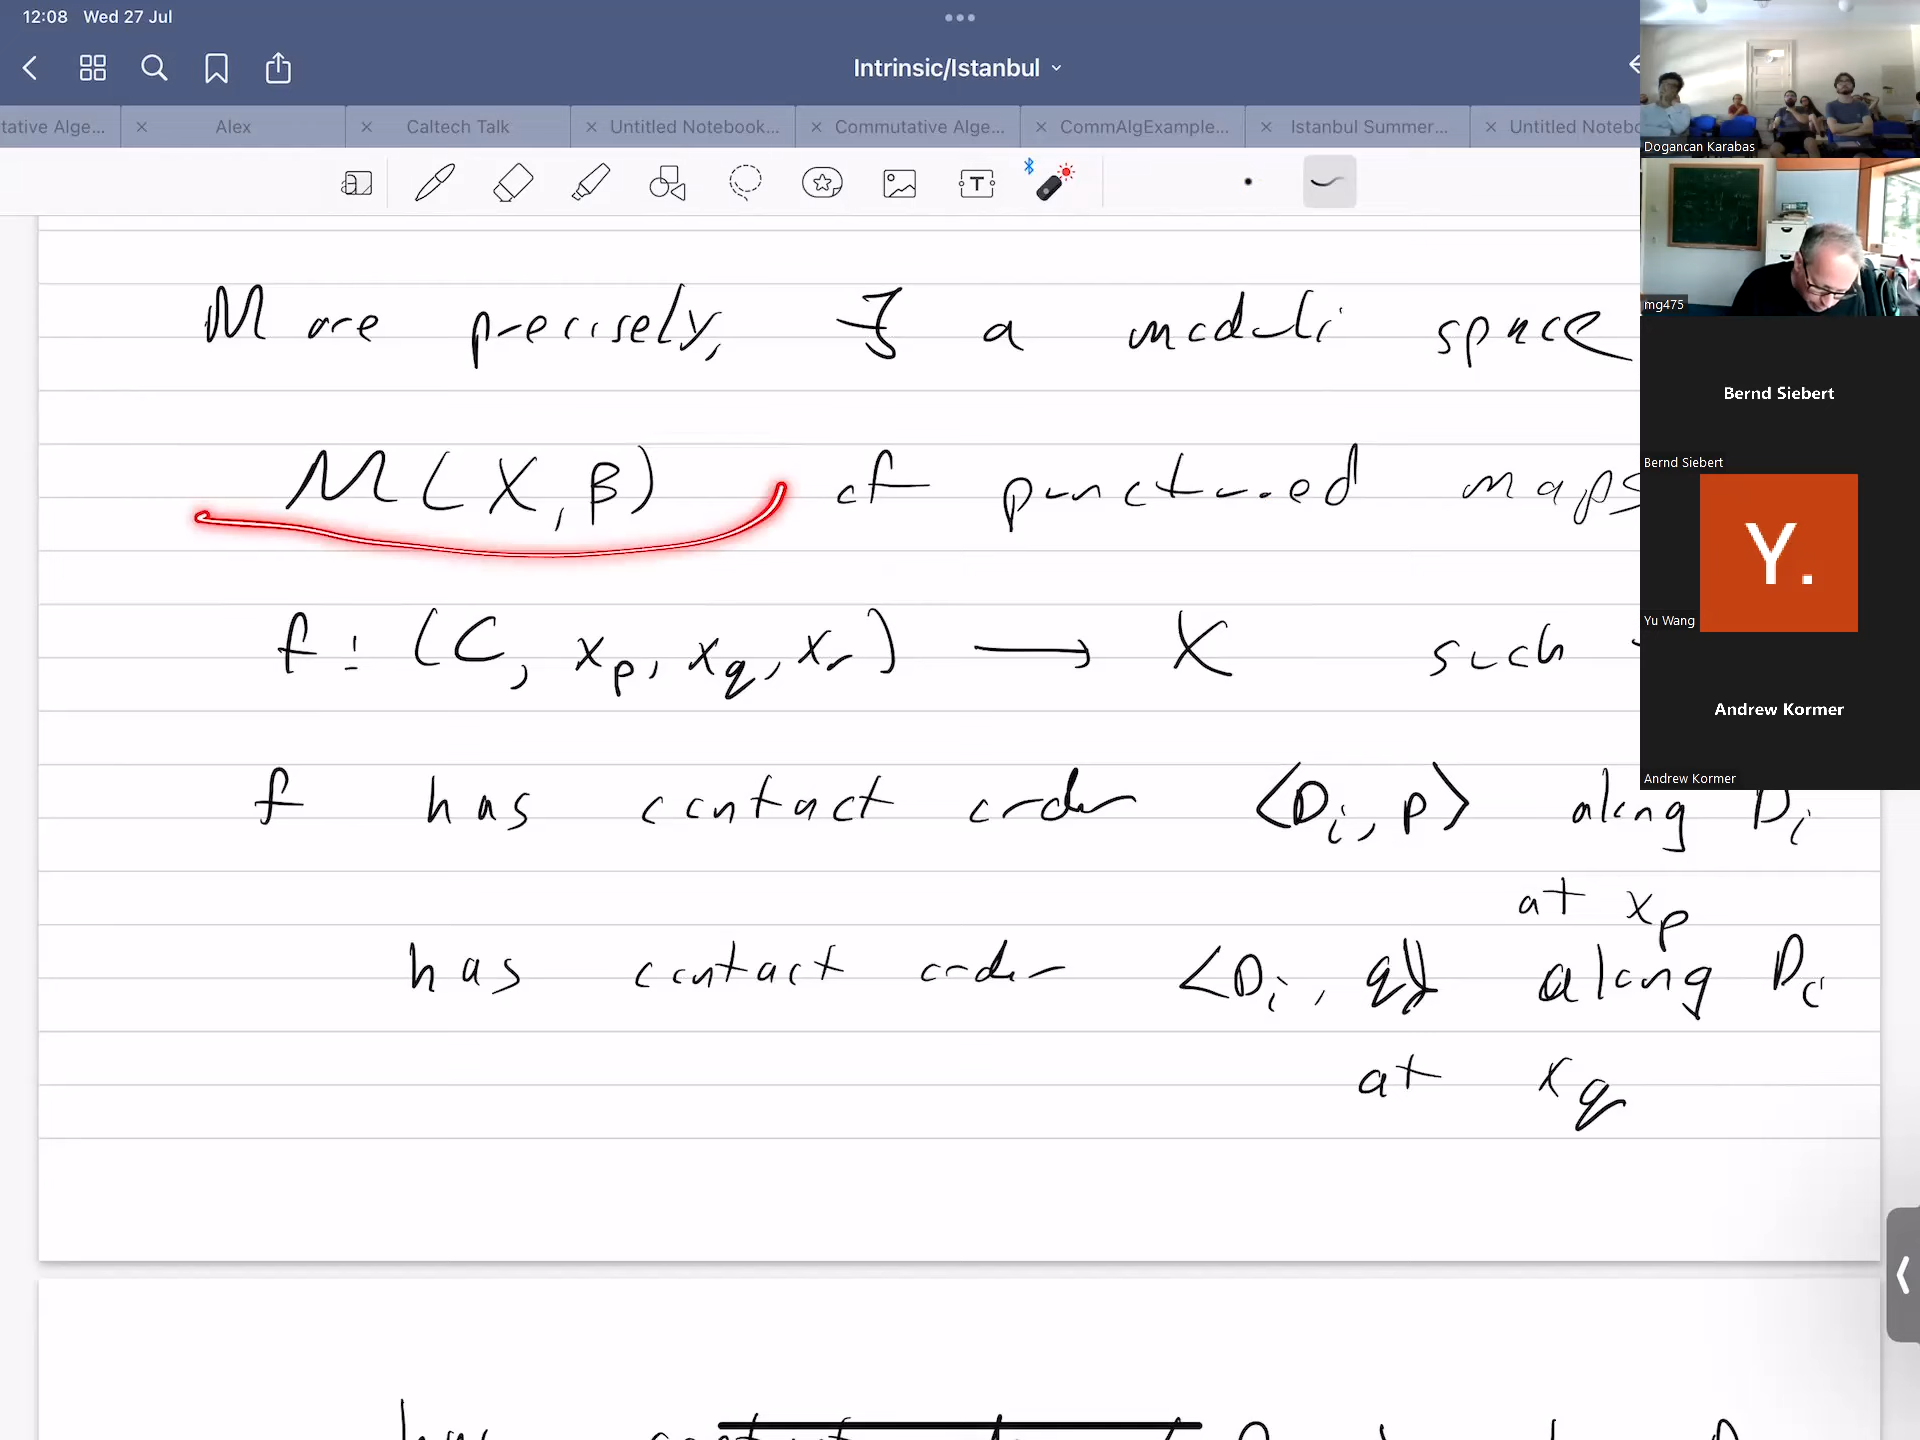 12:08 Wed 27 Jul
Intrinsic/Istanbul
tative Alge...
Alex
Caltech Talk
Untitled Notebook...
Commutative Alge...
CommAlgExample...
Istanbul Summer...
Untitled Notebo
Dogancan Karabas
mg475
Bernd Siebert
Bernd Siebert
Y.
Yu Wang
Andrew Kormer
Andrew Kormer
More precisely, ∃ a moduli space
M(X, β) of punctured maps
f : (C, x_p, x_q, x_r) → X such
f has contact order ⟨D_i, p⟩ along D_i
at x_p
has contact order ⟨D_i, q⟩ along D_i
at x_q
has